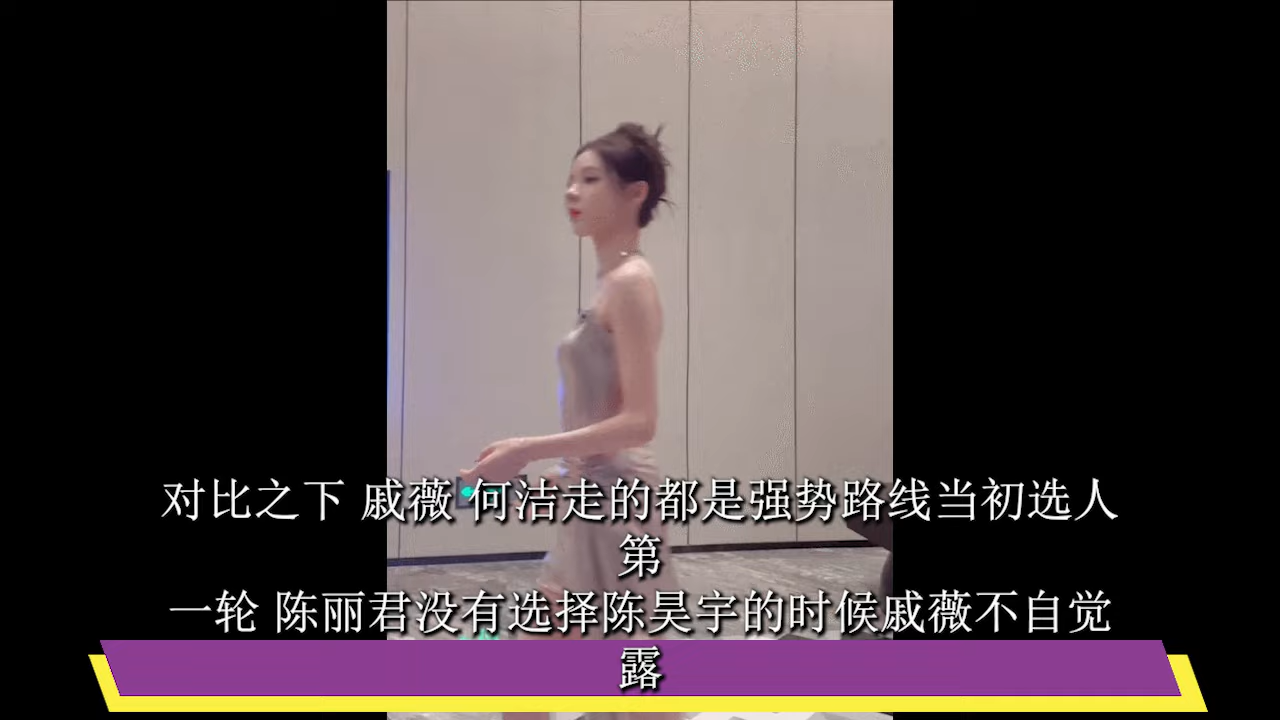 对比之下 戚薇 何洁走的都是强势路线当初选人
第
一轮 陈丽君没有选择陈昊宇的时候戚薇不自觉
露